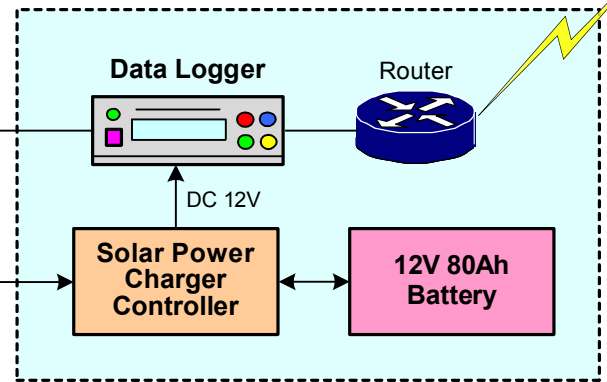 Data Logger
Router
DC 12V
Solar Power
Charger
Controller
12V 80Ah
Battery